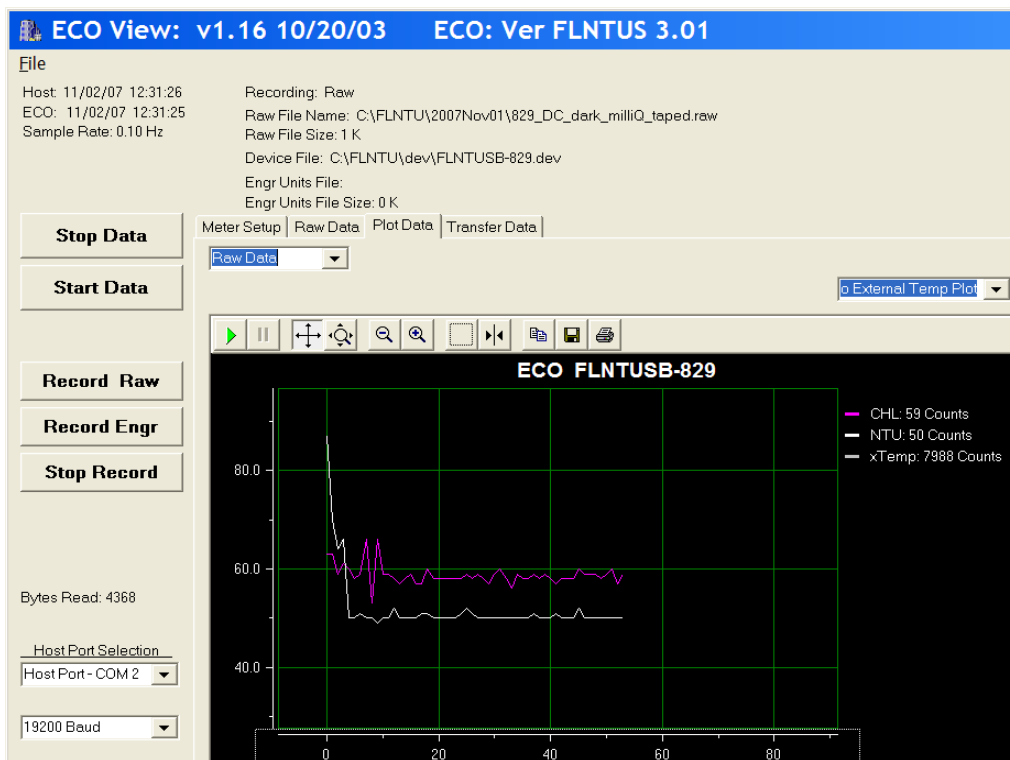 ECO View:  v1.16 10/20/03    ECO: Ver FLNTUS 3.01
File
Host: 11/02/07 12:31:26
ECO: 11/02/07 12:31:25
Sample Rate: 0.10 Hz
Recording: Raw
Raw File Name: C:\FLNTU\2007Nov01\829_DC_dark_milliQ_taped.raw
Raw File Size: 1 K
Device File: C:\FLNTU\dev\FLNTUSB-829.dev
Engr Units File:
Engr Units File Size: 0 K
Stop Data
Start Data
Record Raw
Record Engr
Stop Record
Bytes Read: 4368
Host Port Selection
Host Port - COM 2
19200 Baud
Meter Setup Raw Data Plot Data Transfer Data
Raw Data
o External Temp Plot
ECO FLNTUSB-829
CHL: 59 Counts
NTU: 50 Counts
xTemp: 7988 Counts
80.0
60.0
40.0
0 20 40 60 80